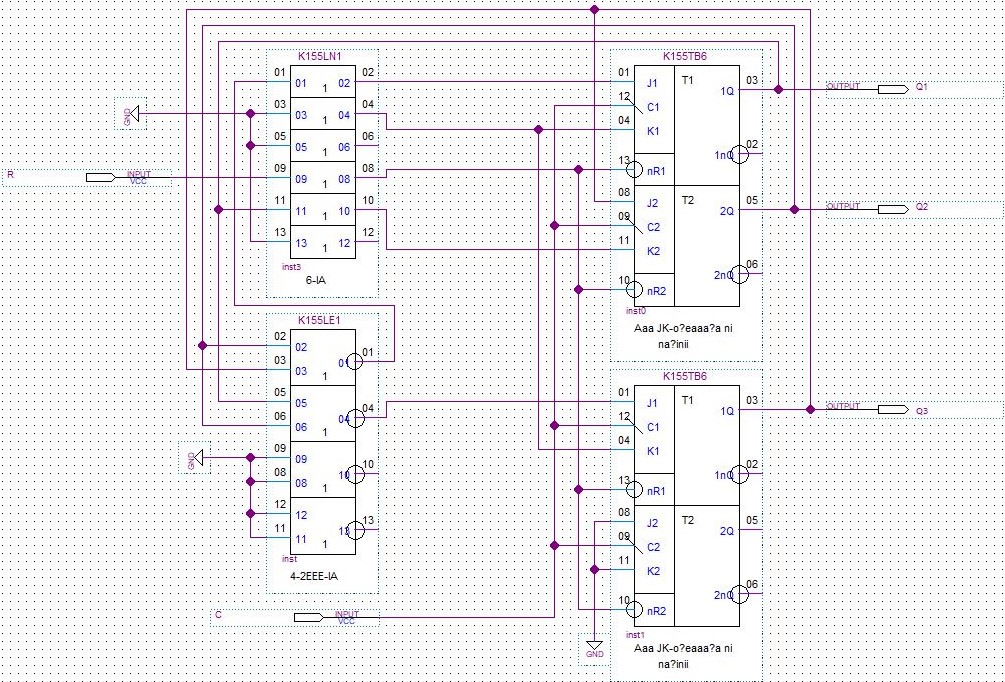 K155LN1
01 01 02 02
1
03 03 04 04
1
05 05 06 06
1
09 09 08 08
1
11 11 10 10
1
13 13 12 12
1
inst3
6-IA
GND
R
INPUT
VCC
K155LE1
02 02
03 03
01 01
1
05 05
06 06
04 04
1
09 09
08 08
10 10
1
12 12
11 11
13 13
1
inst
4-2EEE-IA
GND
C
INPUT
VCC
K155TB6
01 J1 T1 1Q 03
12 C1
04 K1
1nQ 02
13 nR1
08 J2 T2 2Q 05
09 C2
11 K2
2nQ 06
10 nR2
inst0
Aaa JK-o?eaaa?a ni
na?inii
K155TB6
01 J1 T1 1Q 03
12 C1
04 K1
1nQ 02
13 nR1
08 J2 T2 2Q 05
09 C2
11 K2
2nQ 06
10 nR2
inst1
Aaa JK-o?eaaa?a ni
na?inii
GND
OUTPUT Q1
OUTPUT Q2
OUTPUT Q3